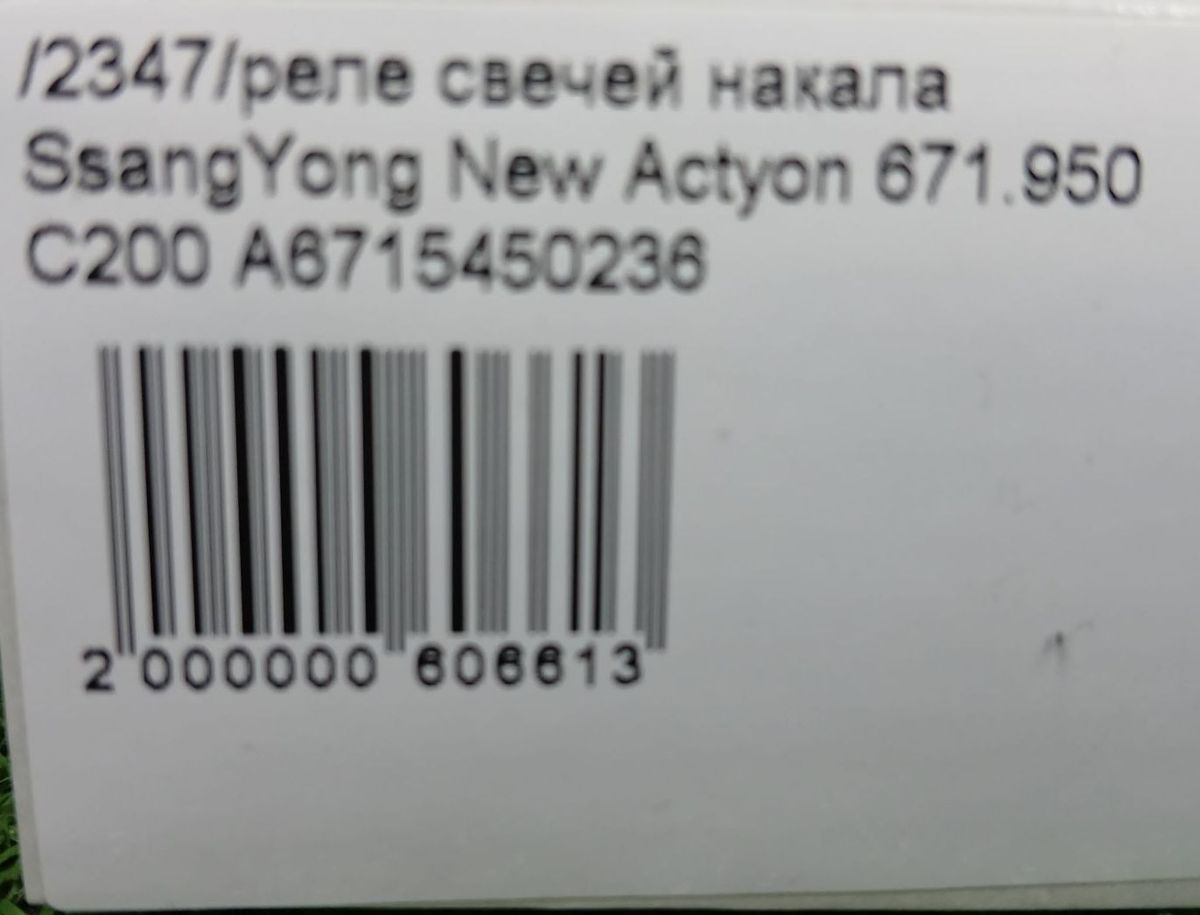 /2347/реле свечей накала
SsangYong New Actyon 671.950
C200 A6715450236
2 000000 606613